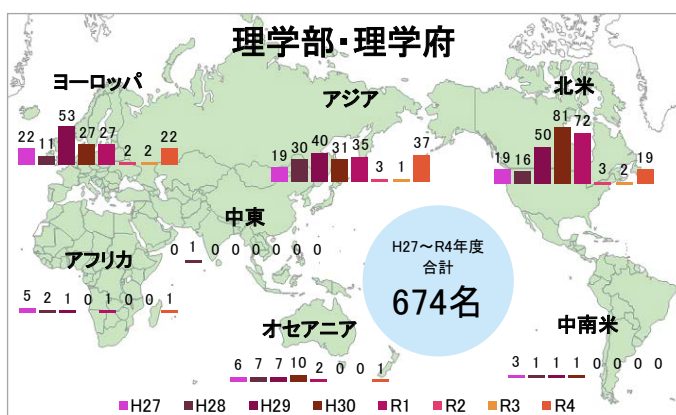 理学部・理学府
ヨーロッパ
22 11 53 27 27 2 2 22
アジア
19 30 40 31 35 3 1 37
北米
19 16 50 81 72 3 2 19
中東
0 1 0 0 0 0 0 0
アフリカ
5 2 1 0 1 0 0 1
H27～R4年度
合計
674名
オセアニア
6 7 7 10 2 0 0 1
中南米
3 1 1 1 0 0 0 0
H27 H28 H29 H30 R1 R2 R3 R4